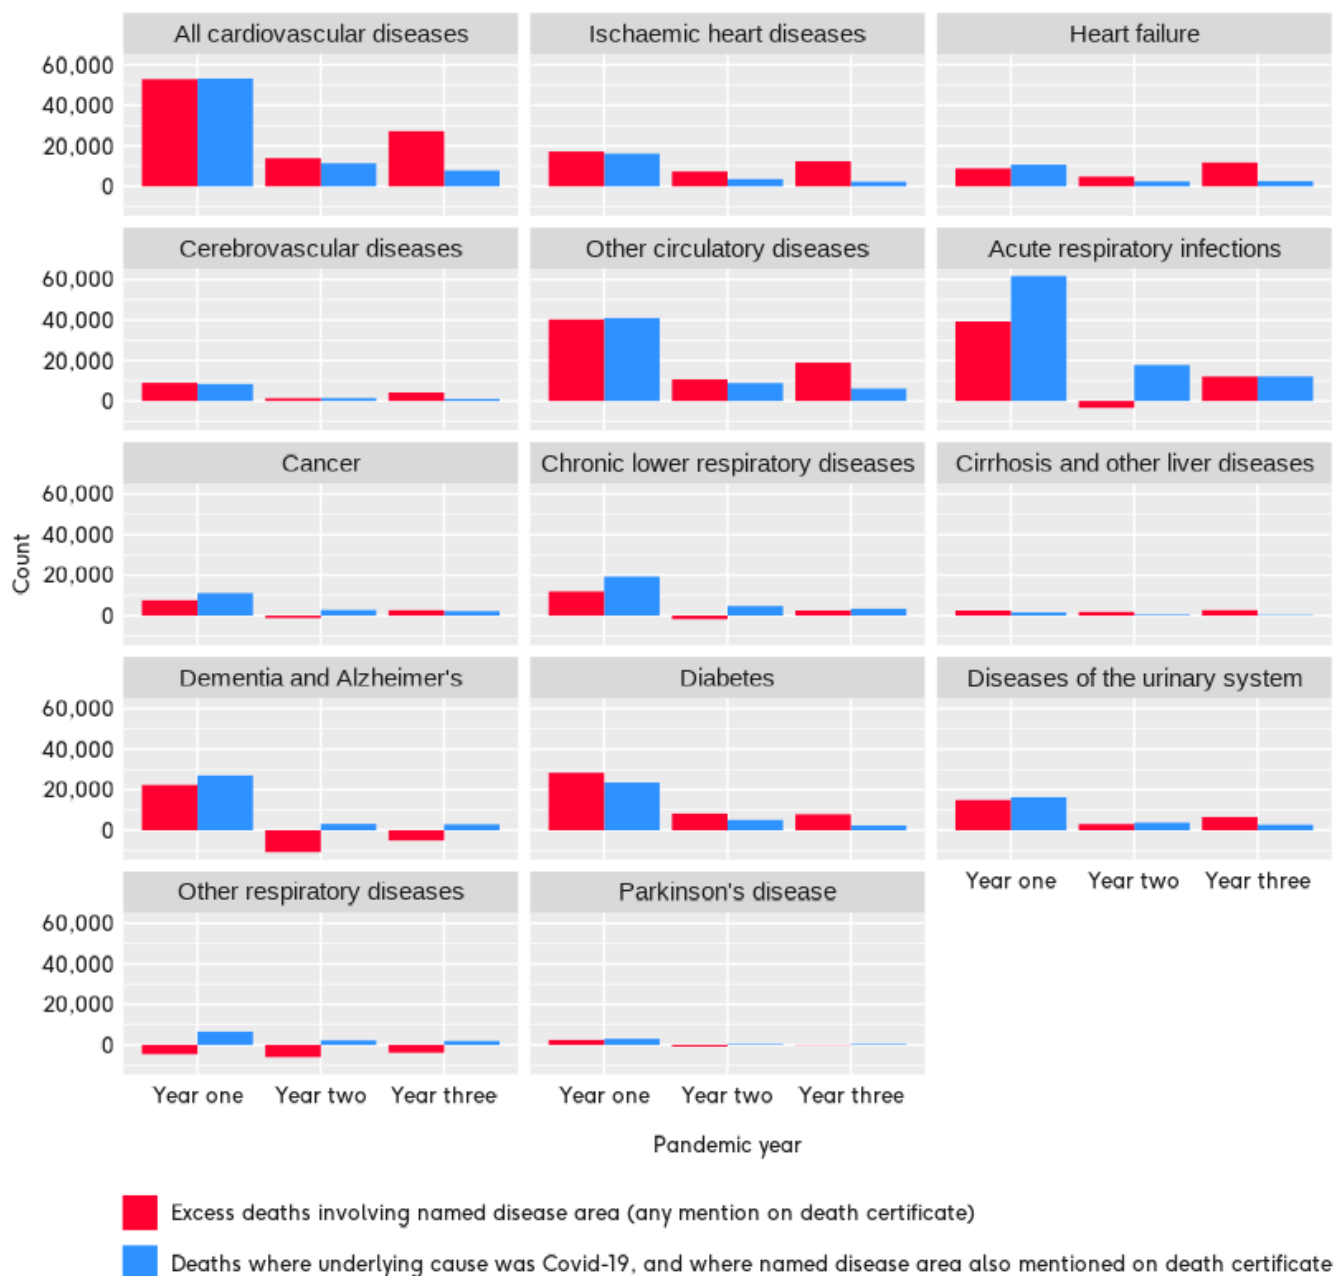 All cardiovascular diseases
Ischaemic heart diseases
Heart failure
60,000
40,000
20,000
0
Cerebrovascular diseases
Other circulatory diseases
Acute respiratory infections
60,000
40,000
20,000
0
Cancer
Chronic lower respiratory diseases
Cirrhosis and other liver diseases
60,000
40,000
20,000
0
Count
Dementia and Alzheimer's
Diabetes
Diseases of the urinary system
60,000
40,000
20,000
0
Year one Year two Year three
Other respiratory diseases
Parkinson's disease
60,000
40,000
20,000
0
Year one Year two Year three
Year one Year two Year three
Pandemic year
Excess deaths involving named disease area (any mention on death certificate)
Deaths where underlying cause was Covid-19, and where named disease area also mentioned on death certificate